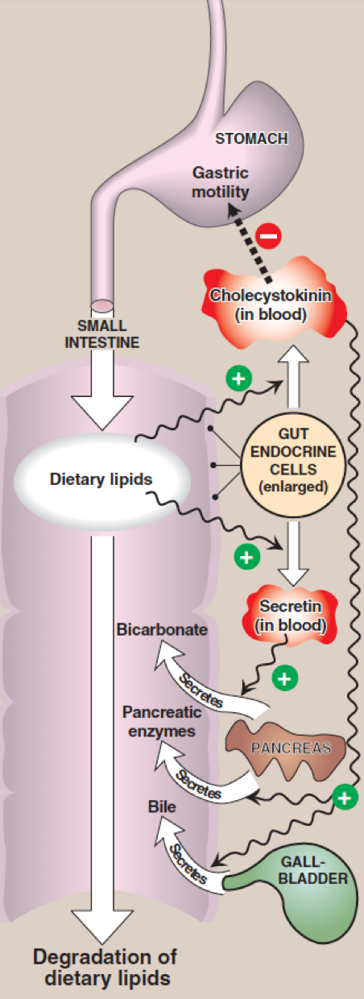 STOMACH
Gastric
motility
−
Cholecystokinin
(in blood)
SMALL
INTESTINE
+
GUT
ENDOCRINE
CELLS
(enlarged)
Dietary lipids
+
Secretin
(in blood)
Bicarbonate
+
Secretes
Pancreatic
enzymes
PANCREAS
Secretes
+
Bile
Secretes
GALL-
BLADDER
Degradation of
dietary lipids